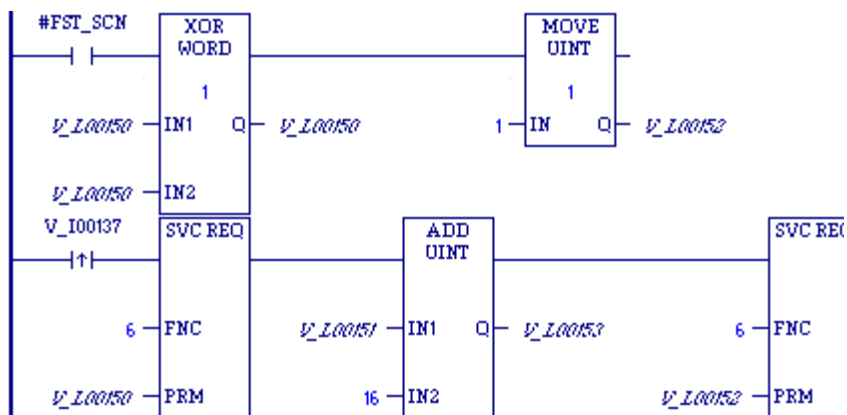 #FST_SCN
XOR
WORD
MOVE
UINT
1
1
V_L00150 IN1 Q V_L00150
1 IN Q V_L00152
V_L00150 IN2
V_I00137
SVC REQ
ADD
UINT
SVC REQ
6 FNC
V_L00151 IN1 Q V_L00153
6 FNC
V_L00150 PRM
16 IN2
V_L00152 PRM